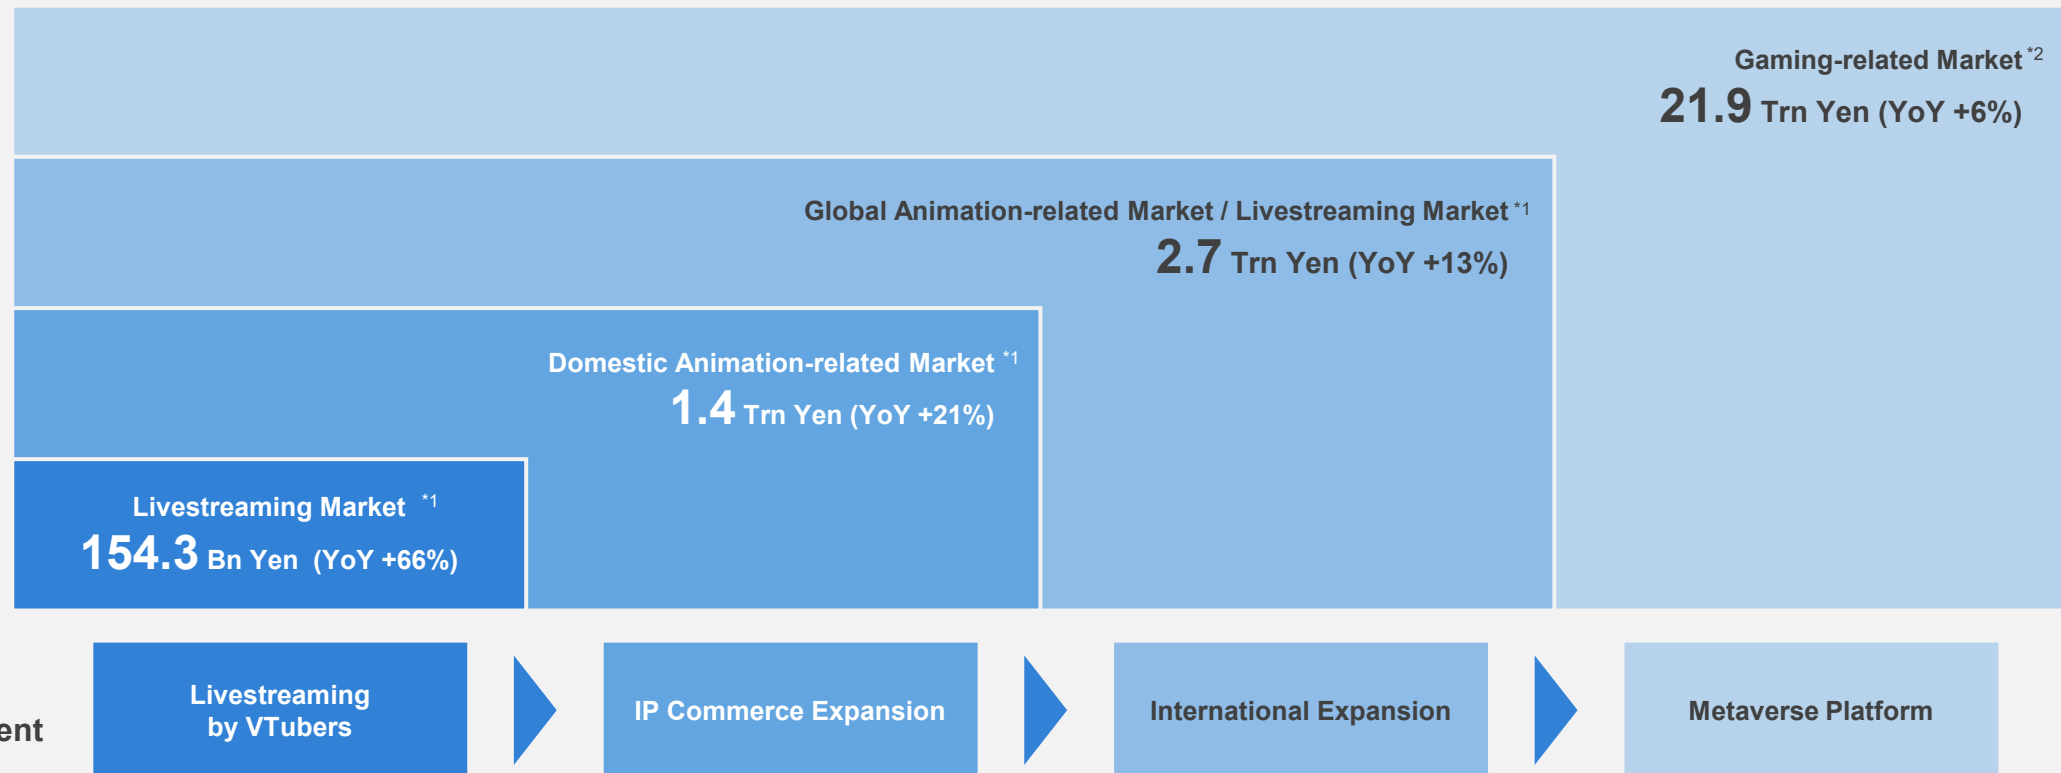 Gaming-related Market *2
21.9 Trn Yen (YoY +6%)
Global Animation-related Market / Livestreaming Market *1
2.7 Trn Yen (YoY +13%)
Domestic Animation-related Market *1
1.4 Trn Yen (YoY +21%)
Livestreaming Market *1
154.3 Bn Yen (YoY +66%)
Livestreaming
by VTubers
IP Commerce Expansion
International Expansion
Metaverse Platform